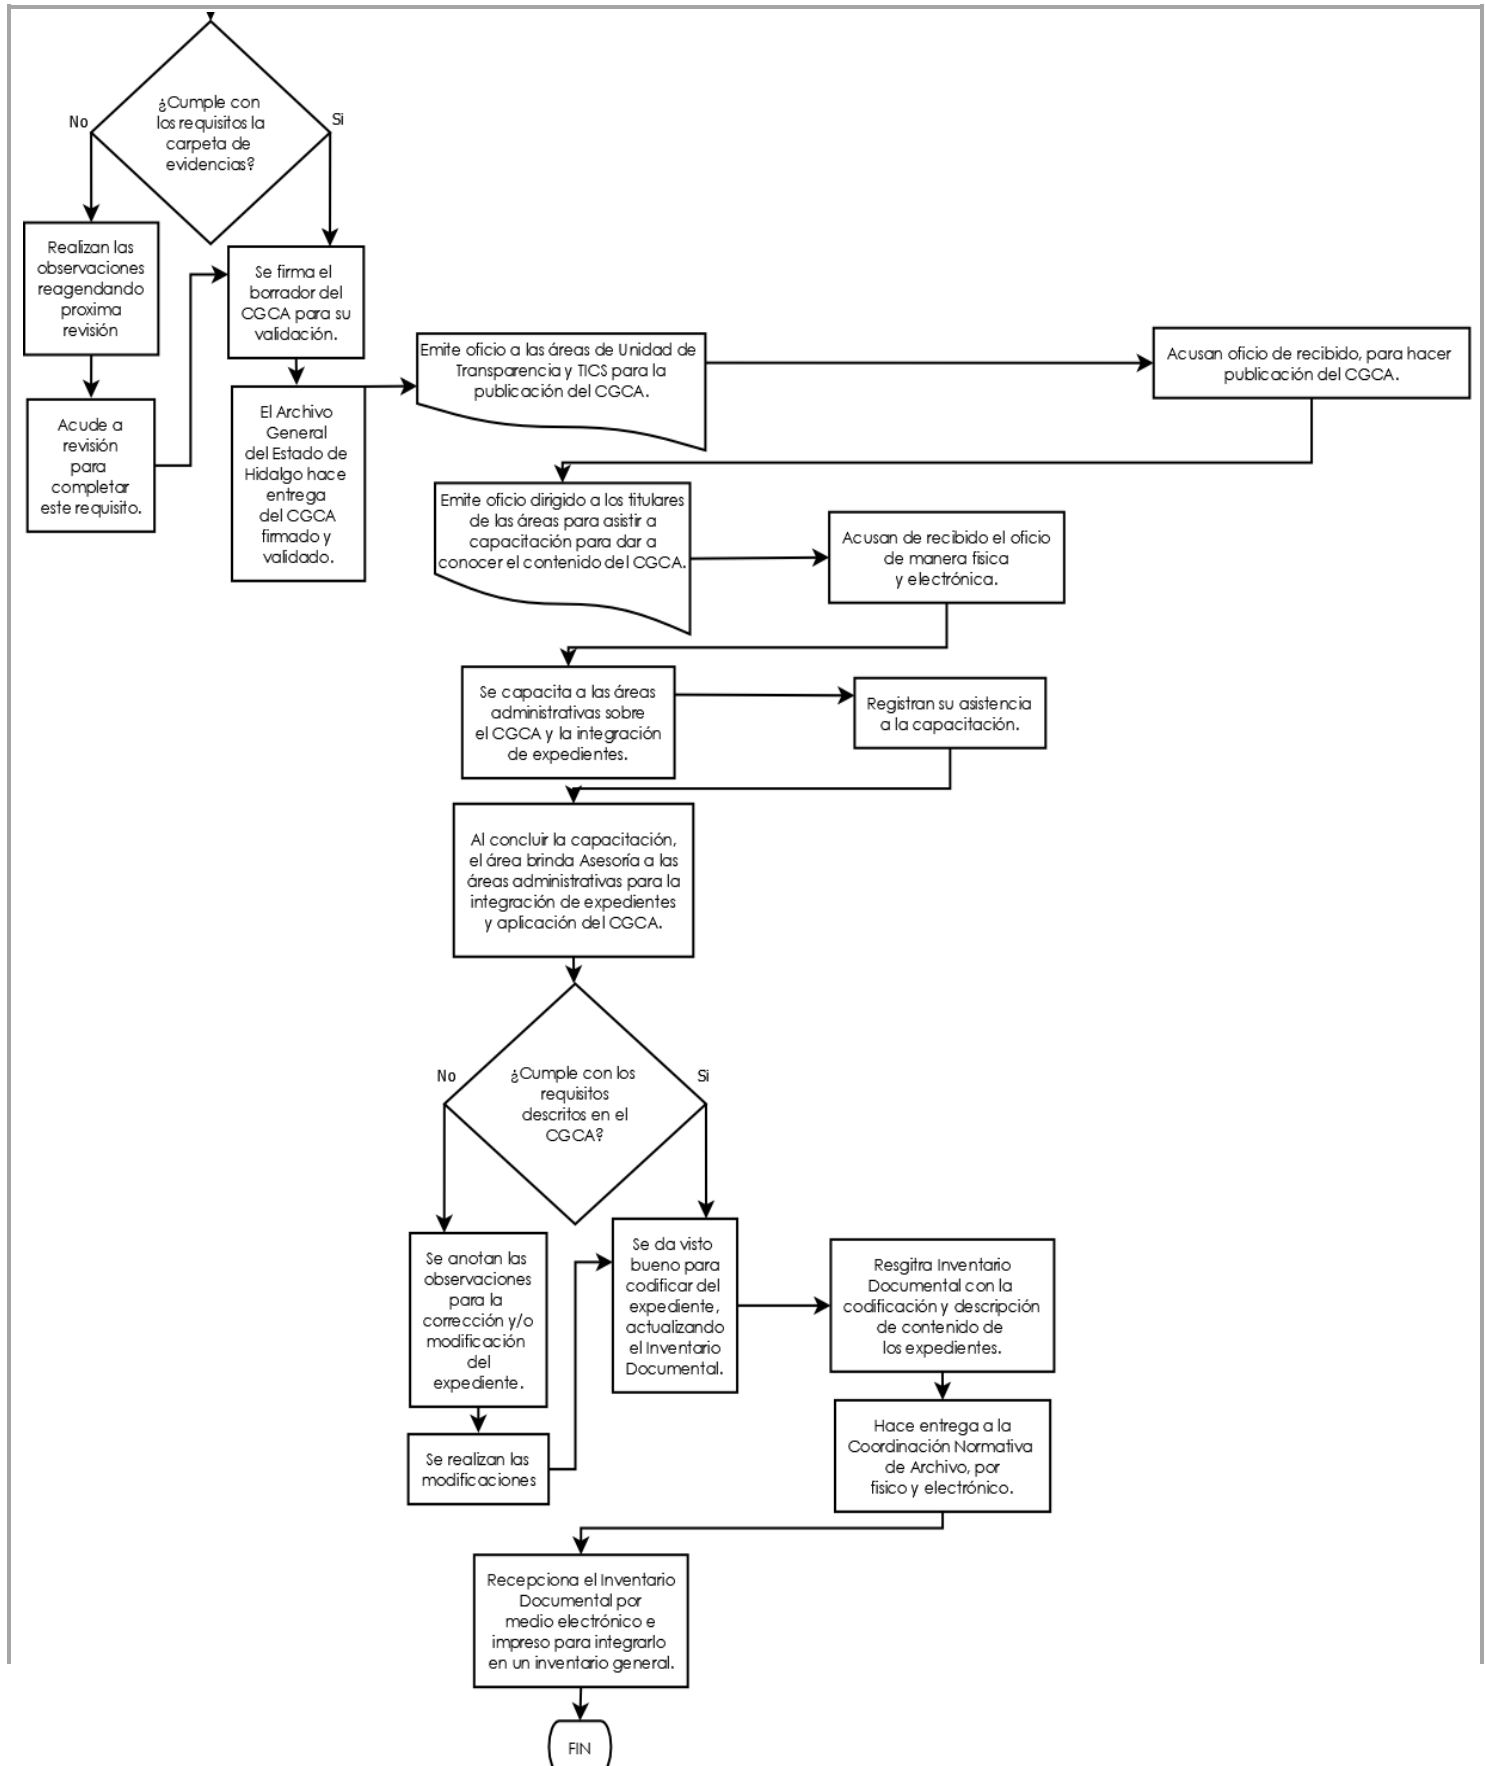 ¿Cumple con
los requisitos la
carpeta de
evidencias?
No
Si
Realizan las
observaciones
reagendando
proxima
revisión
Acude a
revisión
para
completar
este requisito.
Se firma el
borrador del
CGCA para su
validación.
El Archivo
General
del Estado de
Hidalgo hace
entrega
del CGCA
firmado y
validado.
Emite oficio a las áreas de Unidad de
Transparencia y TICS para la
publicación del CGCA.
Acusan oficio de recibido, para hacer
publicación del CGCA.
Emite oficio dirigido a los titulares
de las áreas para asistir a
capacitación para dar a
conocer el contenido del CGCA.
Acusan de recibido el oficio
de manera fisica
y electrónica.
Se capacita a las áreas
administrativas sobre
el CGCA y la integración
de expedientes.
Registran su asistencia
a la capacitación.
Al concluir la capacitación,
el área brinda Asesoría a las
áreas administrativas para la
integración de expedientes
y aplicación del CGCA.
¿Cumple con los
requisitos
descritos en el
CGCA?
No
Si
Se anotan las
observaciones
para la
corrección y/o
modificación
del
expediente.
Se realizan las
modificaciones
Se da visto
bueno para
codificar del
expediente,
actualizando
el Inventario
Documental.
Resgitra Inventario
Documental con la
codificación y descripción
de contenido de
los expedientes.
Hace entrega a la
Coordinación Normativa
de Archivo, por
fisico y electrónico.
Recepciona el Inventario
Documental por
medio electrónico e
impreso para integrarlo
en un inventario general.
FIN